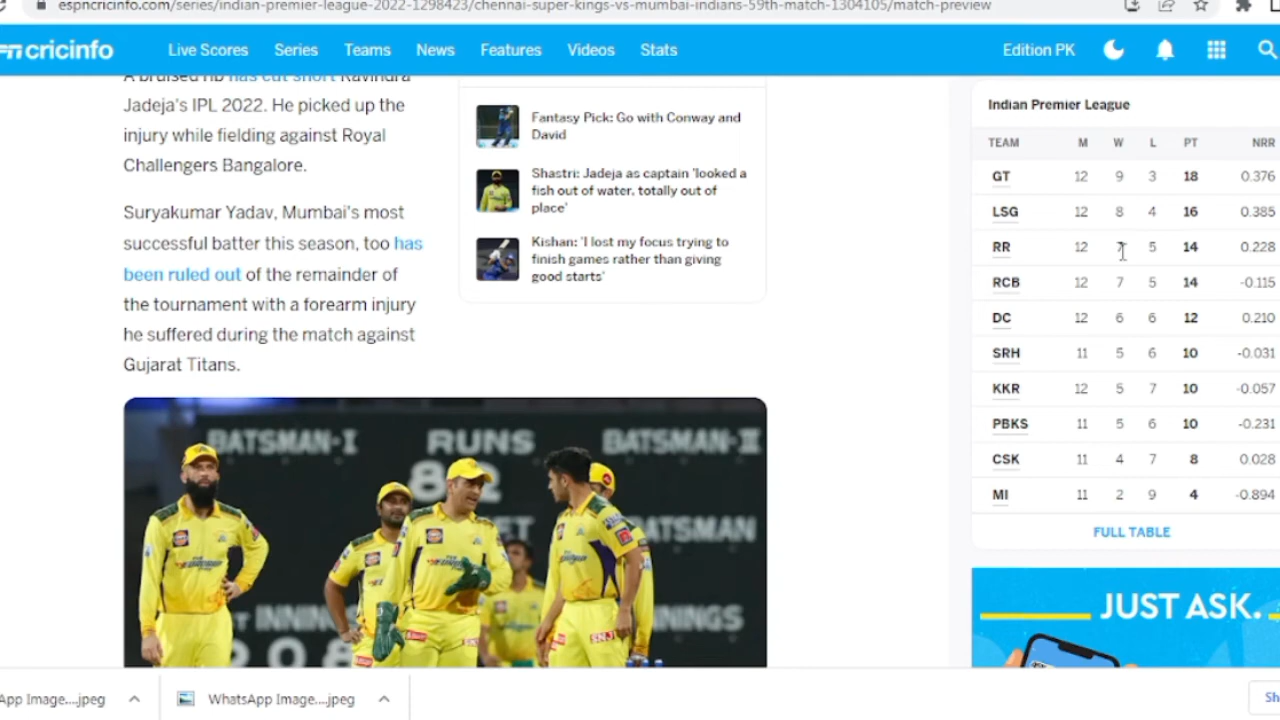 espncricinfo.com/series/indian-premier-league-2022-1298423/chennai-super-kings-vs-mumbai-indians-59th-match-1304105/match-preview
cricinfo Live Scores Series Teams News Features Videos Stats Edition PK
A bruised rib has cut short Ravindra
Jadeja's IPL 2022. He picked up the
injury while fielding against Royal
Challengers Bangalore.
Suryakumar Yadav, Mumbai's most
successful batter this season, too has
been ruled out of the remainder of
the tournament with a forearm injury
he suffered during the match against
Gujarat Titans.
Fantasy Pick: Go with Conway and
David
Shastri: Jadeja as captain 'looked a
fish out of water, totally out of
place'
Kishan: 'I lost my focus trying to
finish games rather than giving
good starts'
BATSMAN-I RUNS BATSMAN-II
82
BATSMAN
INNINGS INNINGS
208
SNJ
Indian Premier League
TEAM M W L PT NRR
GT 12 9 3 18 0.376
LSG 12 8 4 16 0.385
RR 12 7 5 14 0.228
RCB 12 7 5 14 -0.115
DC 12 6 6 12 0.210
SRH 11 5 6 10 -0.031
KKR 12 5 7 10 -0.057
PBKS 11 5 6 10 -0.231
CSK 11 4 7 8 0.028
MI 11 2 9 4 -0.894
FULL TABLE
JUST ASK.
App Image....jpeg WhatsApp Image....jpeg Sh